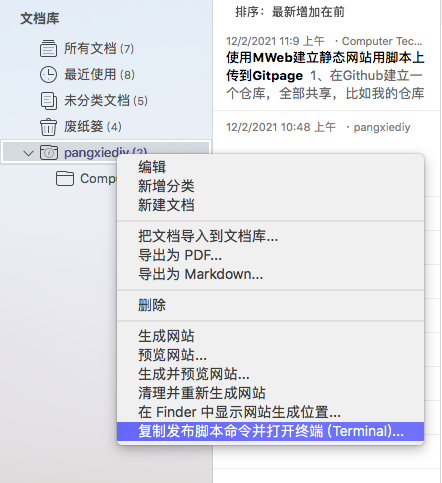 文档库
所有文档 (7)
最近使用 (8)
未分类文档 (5)
废纸篓 (4)
pangxiediy (2)
排序：最新增加在前
12/2/2021 11:9 上午 · Computer Tec...
使用MWeb建立静态网站用脚本上
传到Gitpage 1、在Github建立一
个仓库，全部共享，比如我的仓库
12/2/2021 10:48 上午 · pangxiediy
编辑
新增分类
新建文档
把文档导入到文档库...
导出为 PDF...
导出为 Markdown...
删除
生成网站
预览网站...
生成并预览网站...
清理并重新生成网站
在 Finder 中显示网站生成位置...
复制发布脚本命令并打开终端 (Terminal)...